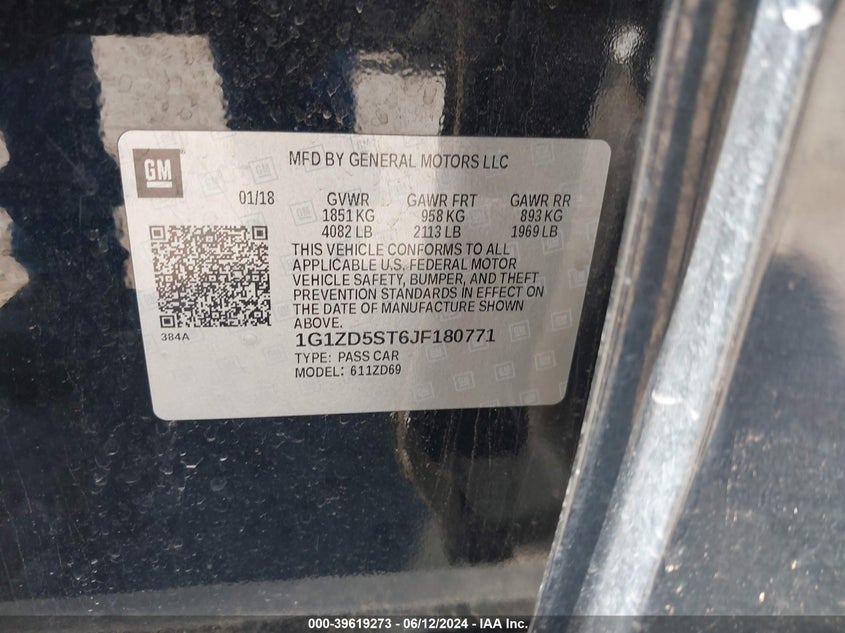 GM
MFD BY GENERAL MOTORS LLC
01/18 GVWR GAWR FRT GAWR RR
1851 KG 958 KG 893 KG
4082 LB 2113 LB 1969 LB
THIS VEHICLE CONFORMS TO ALL
APPLICABLE U.S. FEDERAL MOTOR
VEHICLE SAFETY, BUMPER, AND THEFT
PREVENTION STANDARDS IN EFFECT ON
THE DATE OF MANUFACTURE SHOWN
ABOVE.
384A
1G1ZD5ST6JF180771
TYPE: PASS CAR
MODEL: 611ZD69
000-39619273 - 06/12/2024 - IAA Inc.